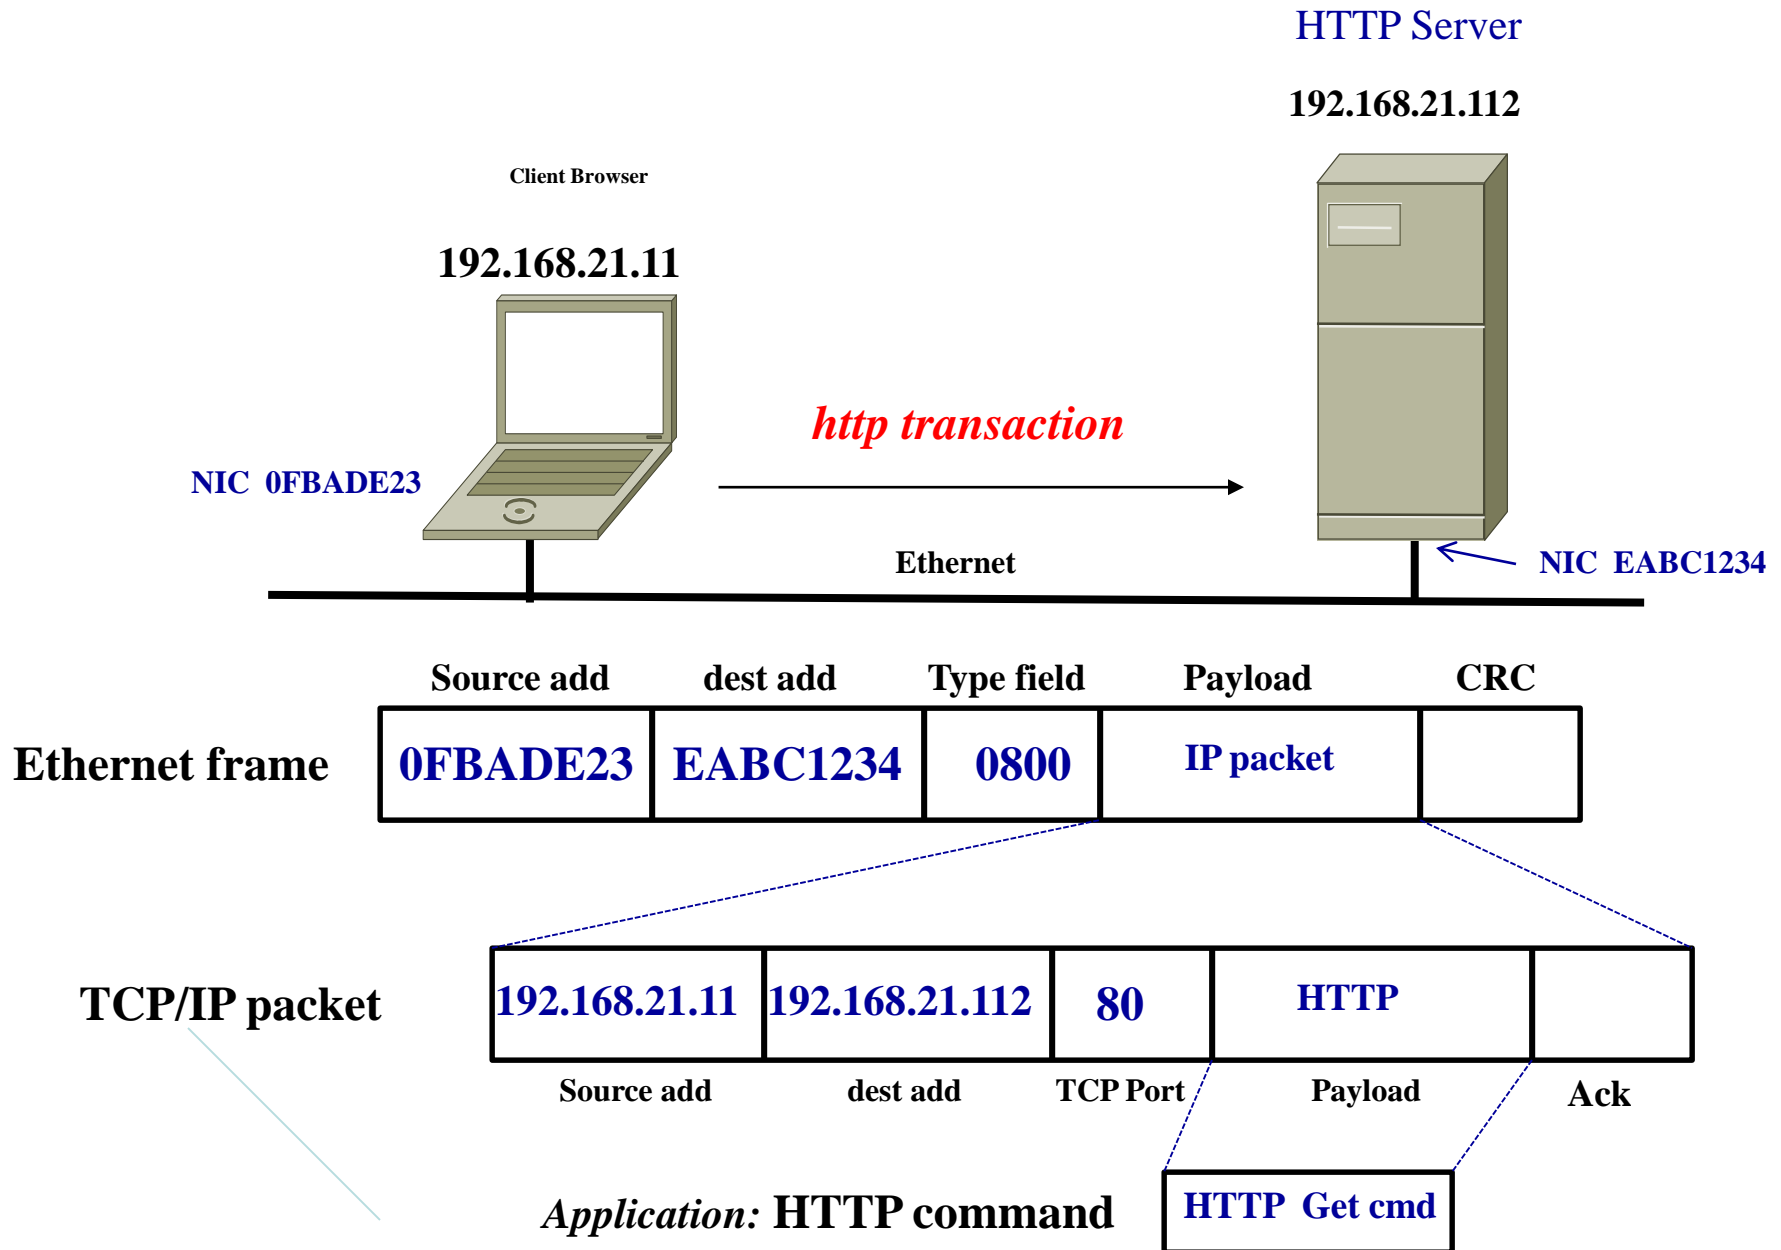 HTTP Server
192.168.21.112
Client Browser
192.168.21.11
http transaction
NIC 0FBADE23
Ethernet
NIC EABC1234
Source add dest add Type field Payload CRC
Ethernet frame 0FBADE23 EABC1234 0800 IP packet
TCP/IP packet 192.168.21.11 192.168.21.112 80 HTTP
Source add dest add TCP Port Payload Ack
Application: HTTP command HTTP Get cmd